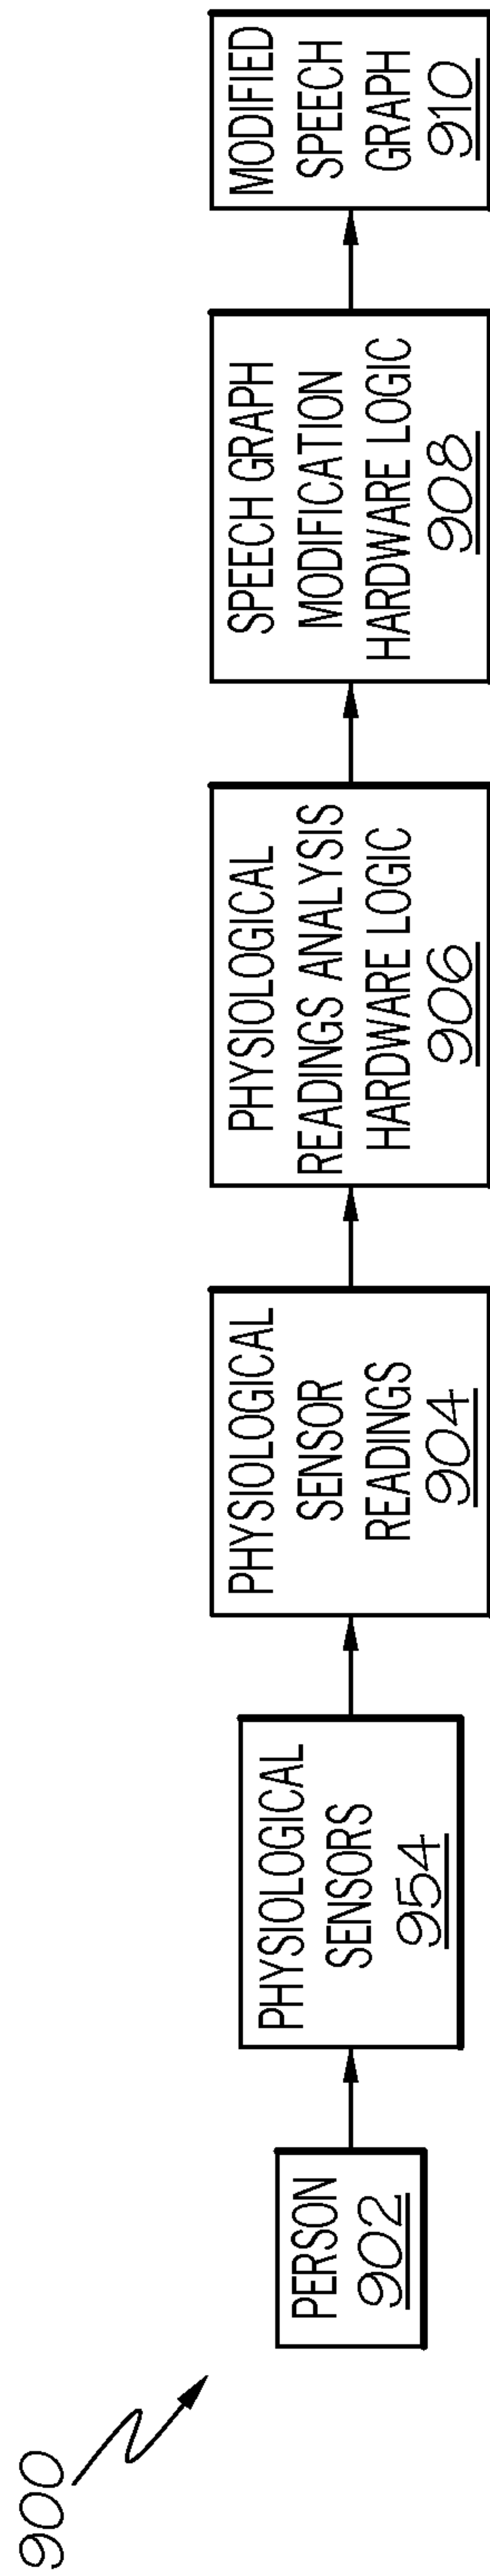 900
PERSON
902
PHYSIOLOGICAL
SENSORS
954
PHYSIOLOGICAL
SENSOR
READINGS
904
PHYSIOLOGICAL
READINGS ANALYSIS
HARDWARE LOGIC
906
SPEECH GRAPH
MODIFICATION
HARDWARE LOGIC
908
MODIFIED
SPEECH
GRAPH
910